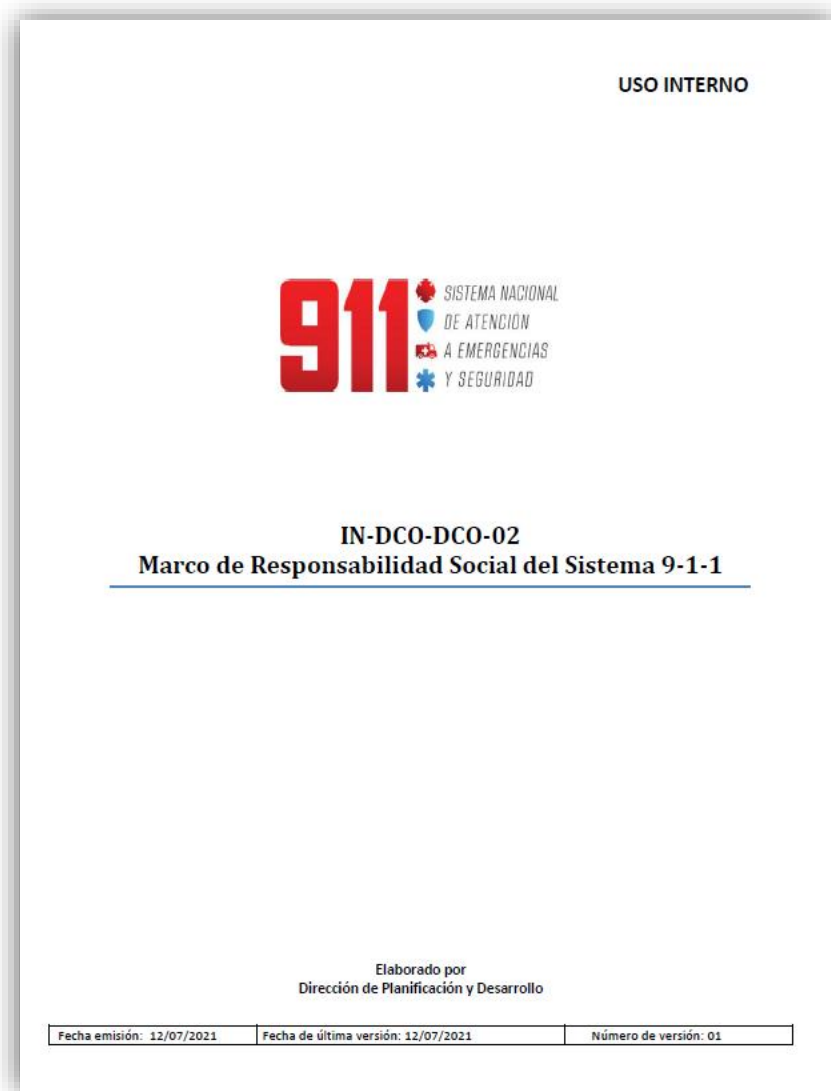 USO INTERNO
911
SISTEMA NACIONAL
DE ATENCIÓN
A EMERGENCIAS
Y SEGURIDAD
IN-DCO-DCO-02
Marco de Responsabilidad Social del Sistema 9-1-1
Elaborado por
Dirección de Planificación y Desarrollo
Fecha emisión: 12/07/2021 Fecha de última versión: 12/07/2021 Número de versión: 01